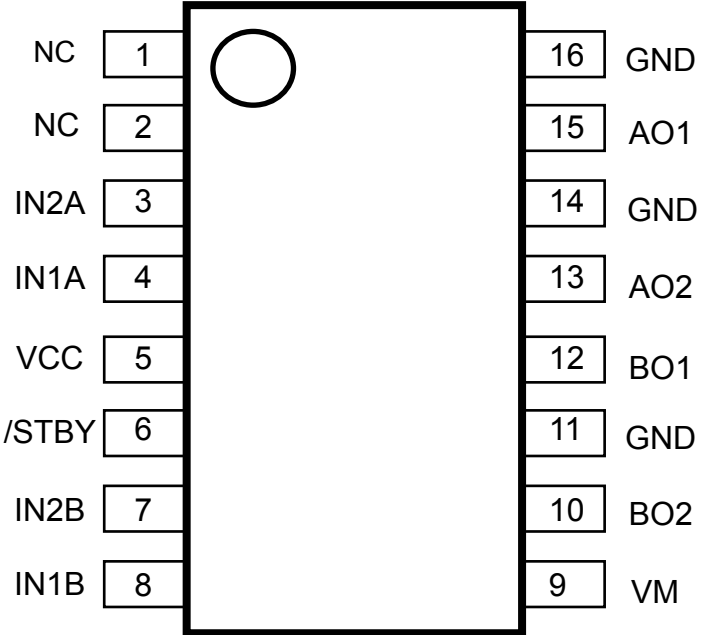 NC 1 16 GND
NC 2 15 AO1
IN2A 3 14 GND
IN1A 4 13 AO2
VCC 5 12 BO1
/STBY 6 11 GND
IN2B 7 10 BO2
IN1B 8 9 VM